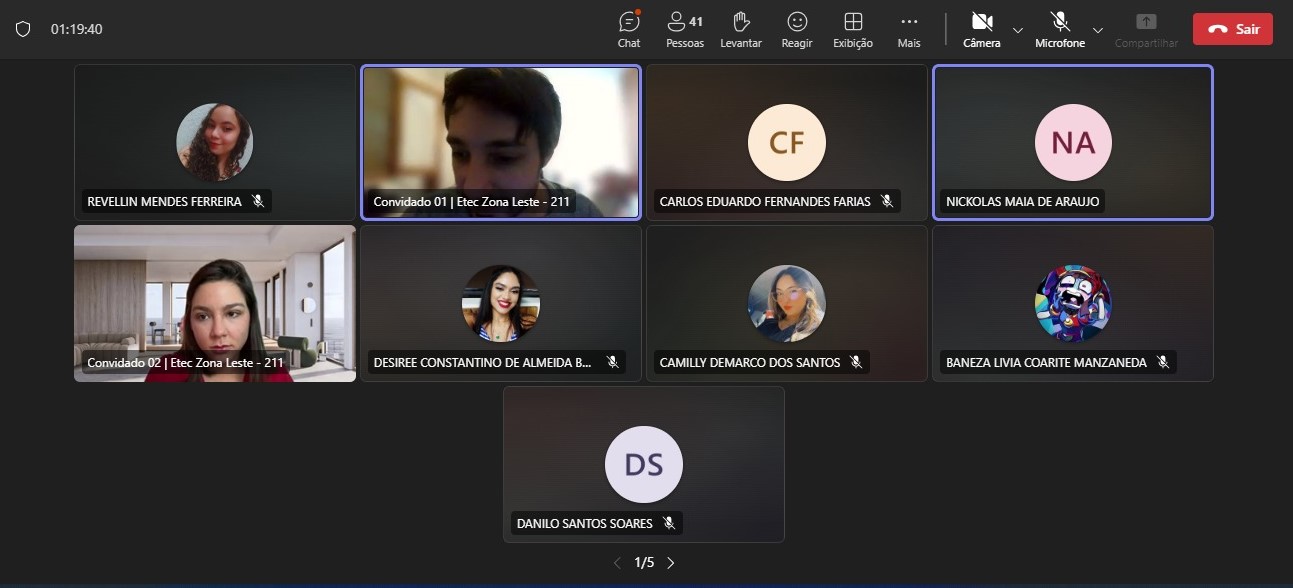 01:19:40
Chat
41
Pessoas
Levantar
Reagir
Exibição
Mais
Câmera
Microfone
Compartilhar
Sair
REVELLIN MENDES FERREIRA
Convidado 01 | Etec Zona Leste - 211
CF
CARLOS EDUARDO FERNANDES FARIAS
NA
NICKOLAS MAIA DE ARAUJO
Convidado 02 | Etec Zona Leste - 211
DESIREE CONSTANTINO DE ALMEIDA B...
CAMILLY DEMARCO DOS SANTOS
BANEZA LIVIA COARITE MANZANEDA
DS
DANILO SANTOS SOARES
1/5